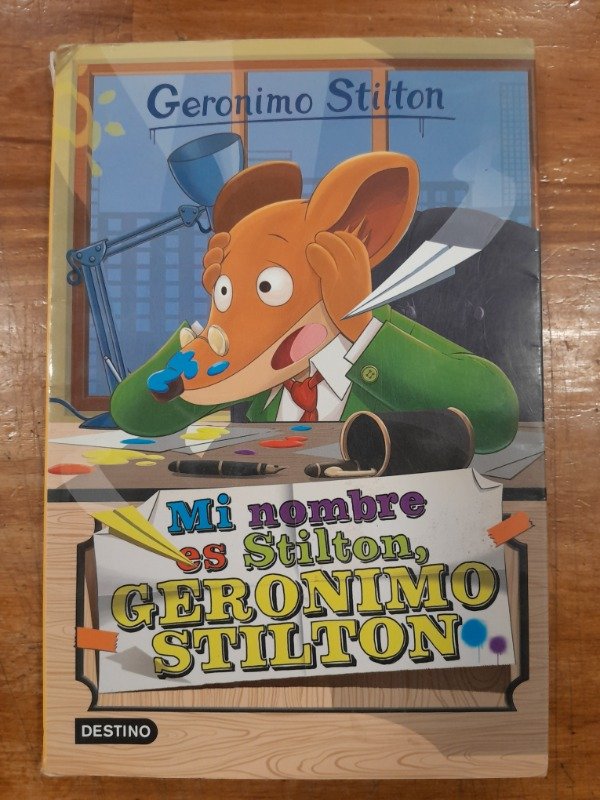 Geronimo Stilton
Mi nombre
es Stilton,
GERONIMO
STILTON
DESTINO